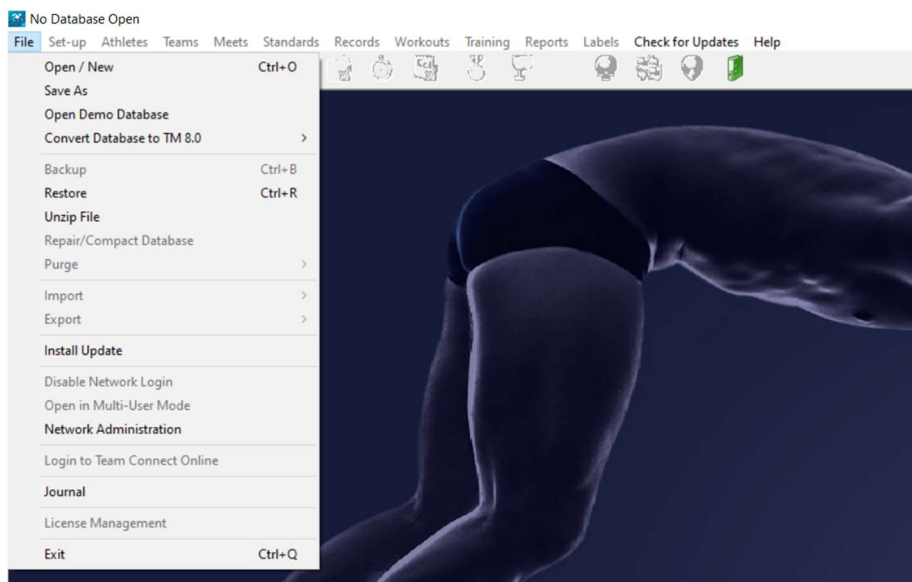 No Database Open
File Set-up Athletes Teams Meets Standards Records Workouts Training Reports Labels Check for Updates Help
Open / New Ctrl+O
Save As
Open Demo Database
Convert Database to TM 8.0 >
Backup Ctrl+B
Restore Ctrl+R
Unzip File
Repair/Compact Database
Purge >
Import >
Export >
Install Update
Disable Network Login
Open in Multi-User Mode
Network Administration
Login to Team Connect Online
Journal
License Management
Exit Ctrl+Q